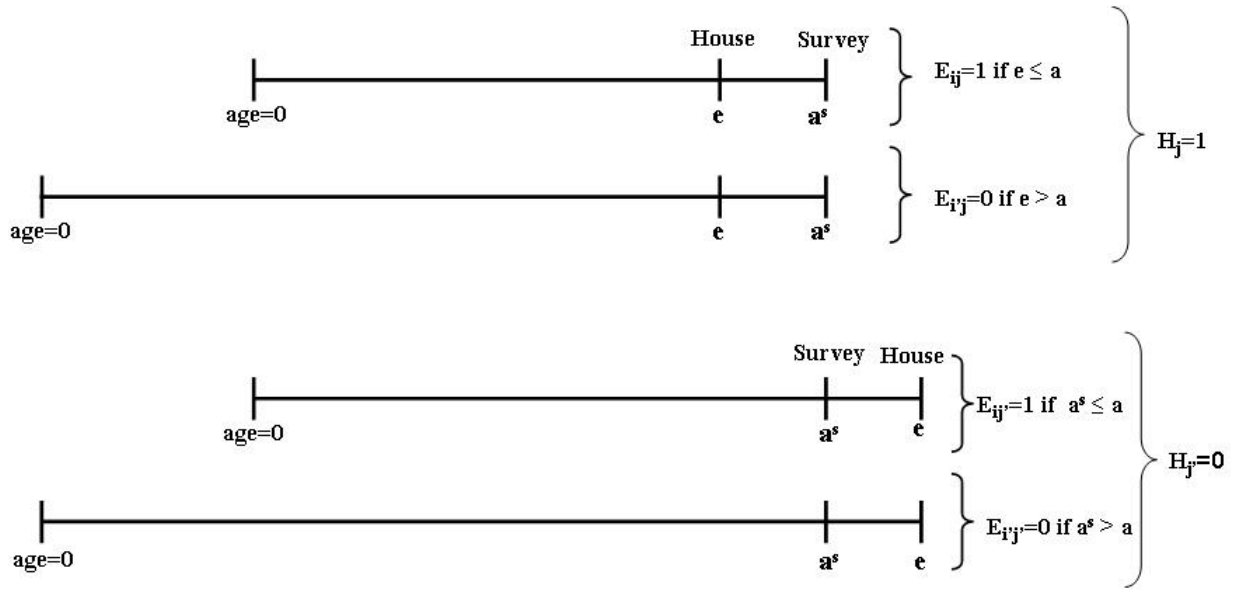 House Survey
E_ij=1 if e ≤ a
age=0 e a^s
H_j=1
E_i'j=0 if e > a
age=0 e a^s
Survey House
E_ij'=1 if a^s ≤ a
age=0 a^s e
H_j'=0
E_i'j'=0 if a^s > a
age=0 a^s e